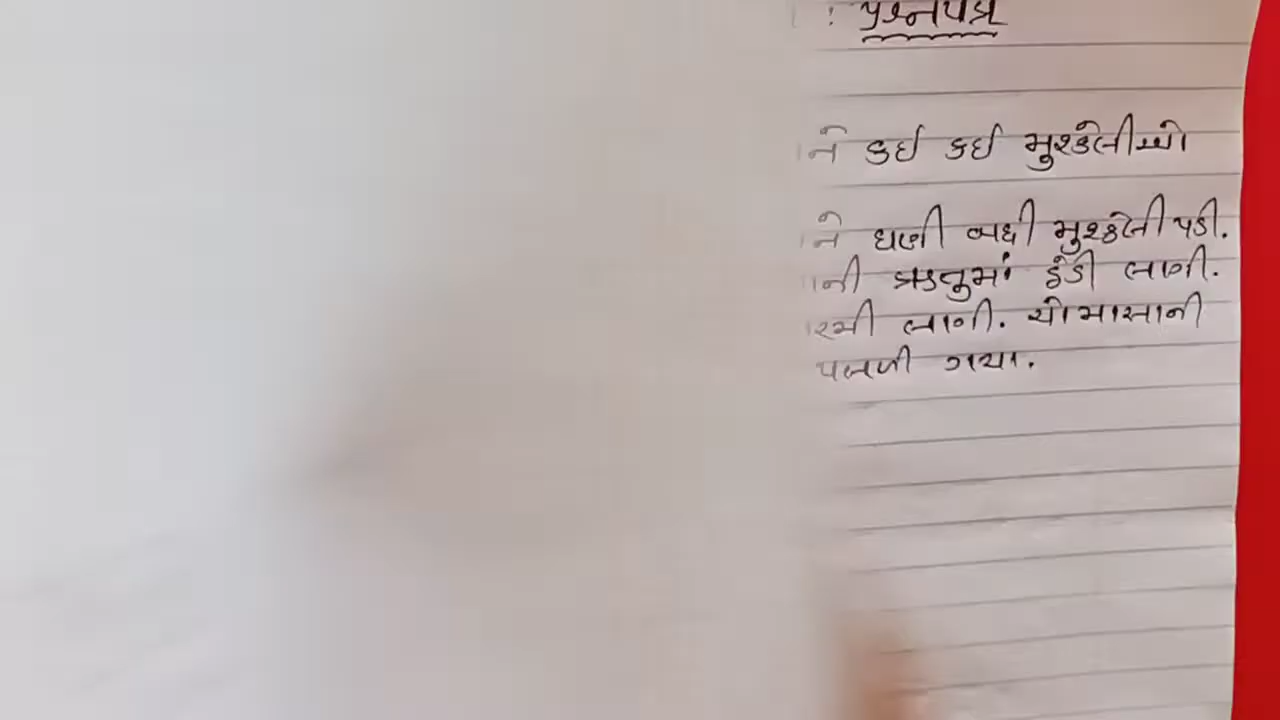 : પ્રશ્નપત્ર
ને કઈ કઈ મુશ્કેલીઓ
ને ઘણી બધી મુશ્કેલી પડી.
ની ઋતુમાં ઠંડી લાગી.
રમી લાગી. ચોમાસાની
પલળી ગયા.